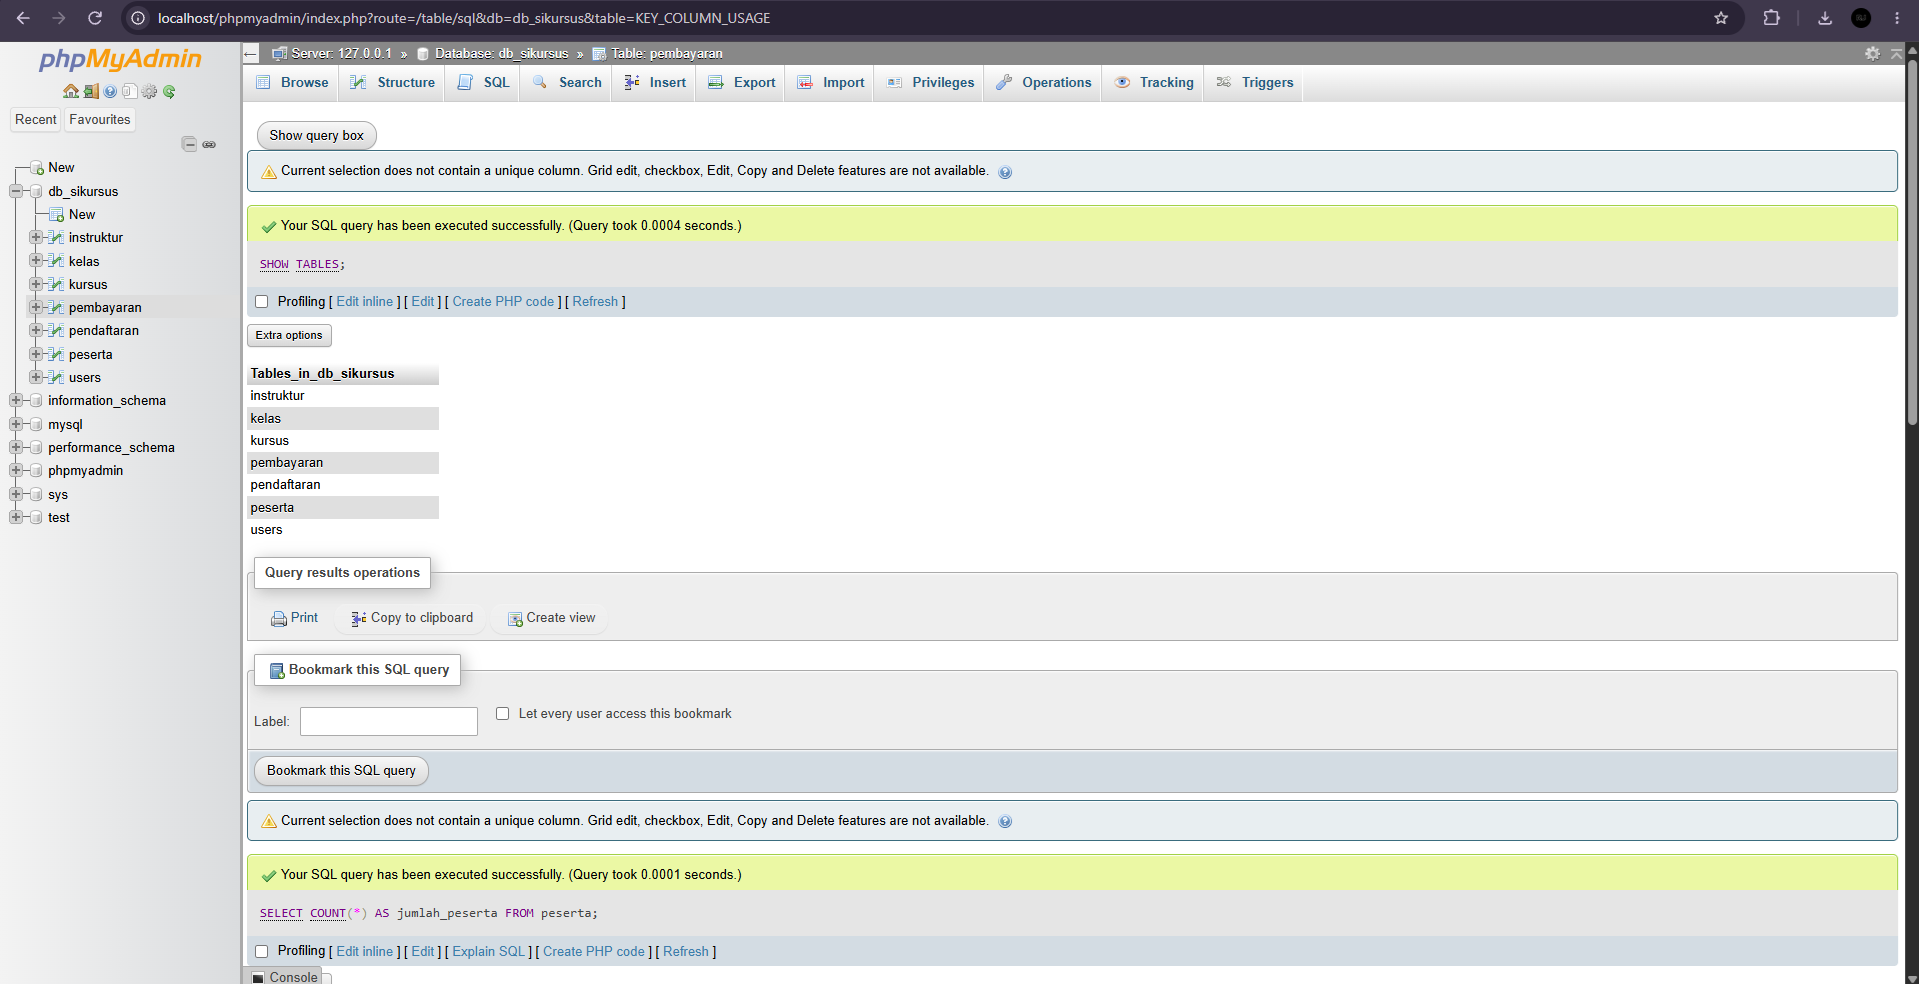 localhost/phpmyadmin/index.php?route=/table/sql&db=db_sikursus&table=KEY_COLUMN_USAGE
phpMyAdmin
Recent Favourites
New
db_sikursus
New
instruktur
kelas
kursus
pembayaran
pendaftaran
peserta
users
information_schema
mysql
performance_schema
phpmyadmin
sys
test
Server: 127.0.0.1 » Database: db_sikursus » Table: pembayaran
Browse Structure SQL Search Insert Export Import Privileges Operations Tracking Triggers
Show query box
Current selection does not contain a unique column. Grid edit, checkbox, Edit, Copy and Delete features are not available.
Your SQL query has been executed successfully. (Query took 0.0004 seconds.)
SHOW TABLES;
Profiling [ Edit inline ] [ Edit ] [ Create PHP code ] [ Refresh ]
Extra options
Tables_in_db_sikursus
instruktur
kelas
kursus
pembayaran
pendaftaran
peserta
users
Query results operations
Print Copy to clipboard Create view
Bookmark this SQL query
Label: Let every user access this bookmark
Bookmark this SQL query
Current selection does not contain a unique column. Grid edit, checkbox, Edit, Copy and Delete features are not available.
Your SQL query has been executed successfully. (Query took 0.0001 seconds.)
SELECT COUNT(*) AS jumlah_peserta FROM peserta;
Profiling [ Edit inline ] [ Edit ] [ Explain SQL ] [ Create PHP code ] [ Refresh ]
Console